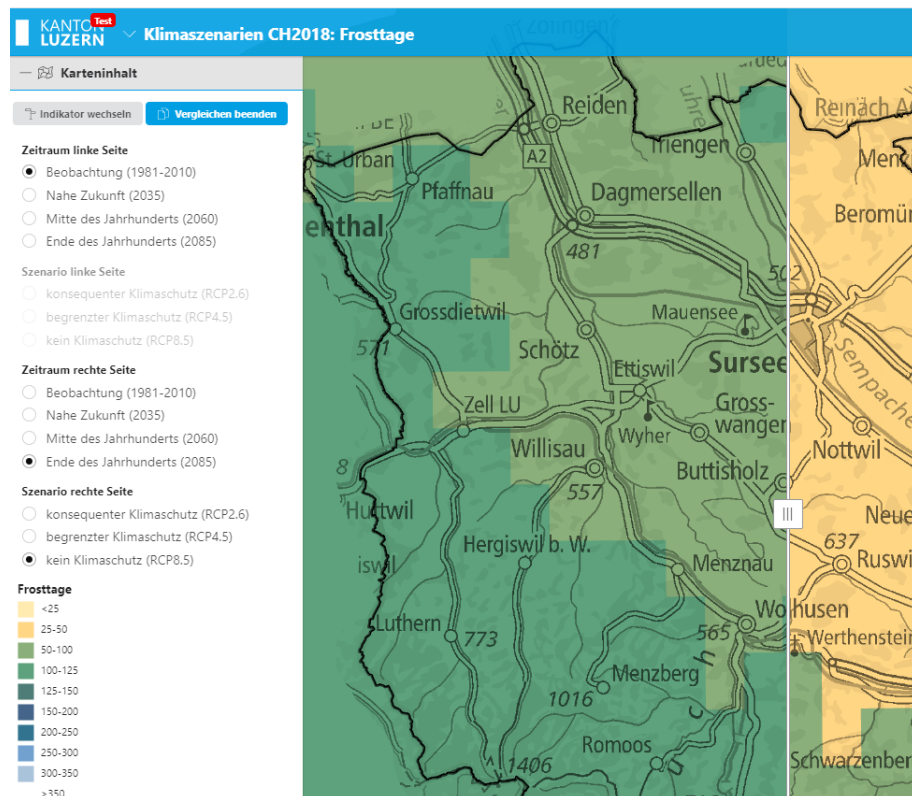 KANTON Test
LUZERN
Klimaszenarien CH2018: Frosttage
Karteninhalt
Indikator wechseln
Vergleichen beenden
Zeitraum linke Seite
Beobachtung (1981-2010)
Nahe Zukunft (2035)
Mitte des Jahrhunderts (2060)
Ende des Jahrhunderts (2085)
Szenario linke Seite
konsequenter Klimaschutz (RCP2.6)
begrenzter Klimaschutz (RCP4.5)
kein Klimaschutz (RCP8.5)
Zeitraum rechte Seite
Beobachtung (1981-2010)
Nahe Zukunft (2035)
Mitte des Jahrhunderts (2060)
Ende des Jahrhunderts (2085)
Szenario rechte Seite
konsequenter Klimaschutz (RCP2.6)
begrenzter Klimaschutz (RCP4.5)
kein Klimaschutz (RCP8.5)
Frosttage
<25
25-50
50-100
100-125
125-150
150-200
200-250
250-300
300-350
>350
Zofingen
Reiden
Reinach A
BE
A2
Triengen
St. Urban
Menz
Pfaffnau
Dagmersellen
Beromün
enthal
481
502
Grossdietwil
Mauensee
571
Schötz
Sursee
Ettiswil
Sempache
Zell LU
Gross-
wangen
Wyher
Willisau
Nottwil
8
Buttisholz
557
Huttwil
Neue
637
Hergiswil b. W.
iswil
Menznau
Ruswi
Wolhusen
Luthern
773
565
Werthenstein
h
Menzberg
1016
c
Romoos
u
1406
Schwarzenber